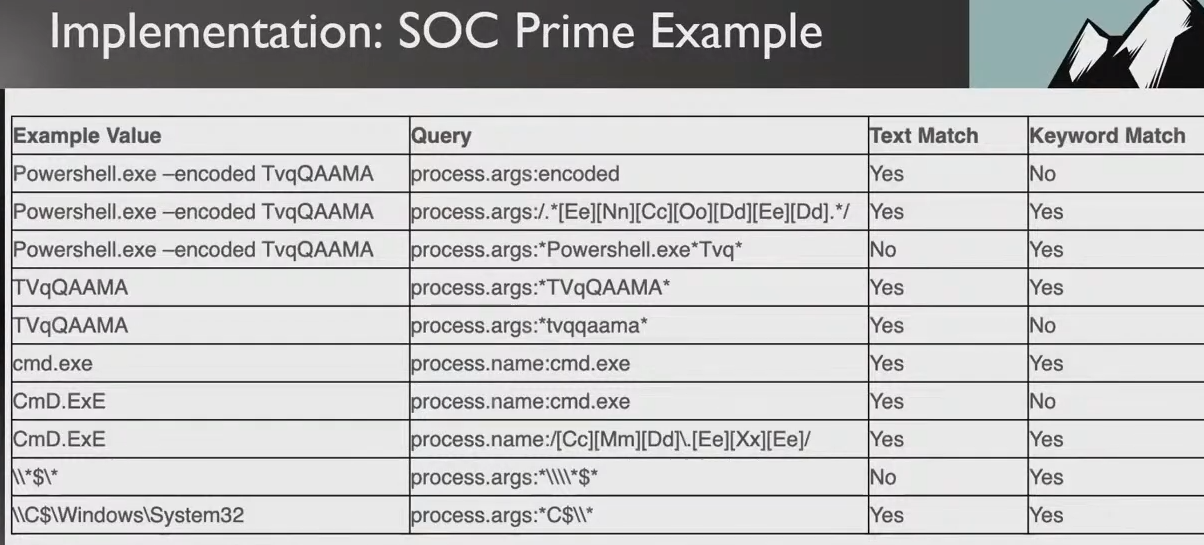 Implementation: SOC Prime Example
Example Value Query Text Match Keyword Match
Powershell.exe –encoded TvqQAAMA process.args:encoded Yes No
Powershell.exe –encoded TvqQAAMA process.args:/.*[Ee][Nn][Cc][Oo][Dd][Ee][Dd].*/ Yes Yes
Powershell.exe –encoded TvqQAAMA process.args:*Powershell.exe*Tvq* No Yes
TVqQAAMA process.args:*TVqQAAMA* Yes Yes
TVqQAAMA process.args:*tvqqaama* Yes No
cmd.exe process.name:cmd.exe Yes Yes
CmD.ExE process.name:cmd.exe Yes No
CmD.ExE process.name:/[Cc][Mm][Dd]\.[Ee][Xx][Ee]/ Yes Yes
\\*$\* process.args:*\\\\*$* No Yes
\\C$\Windows\System32 process.args:*C$\\* Yes Yes